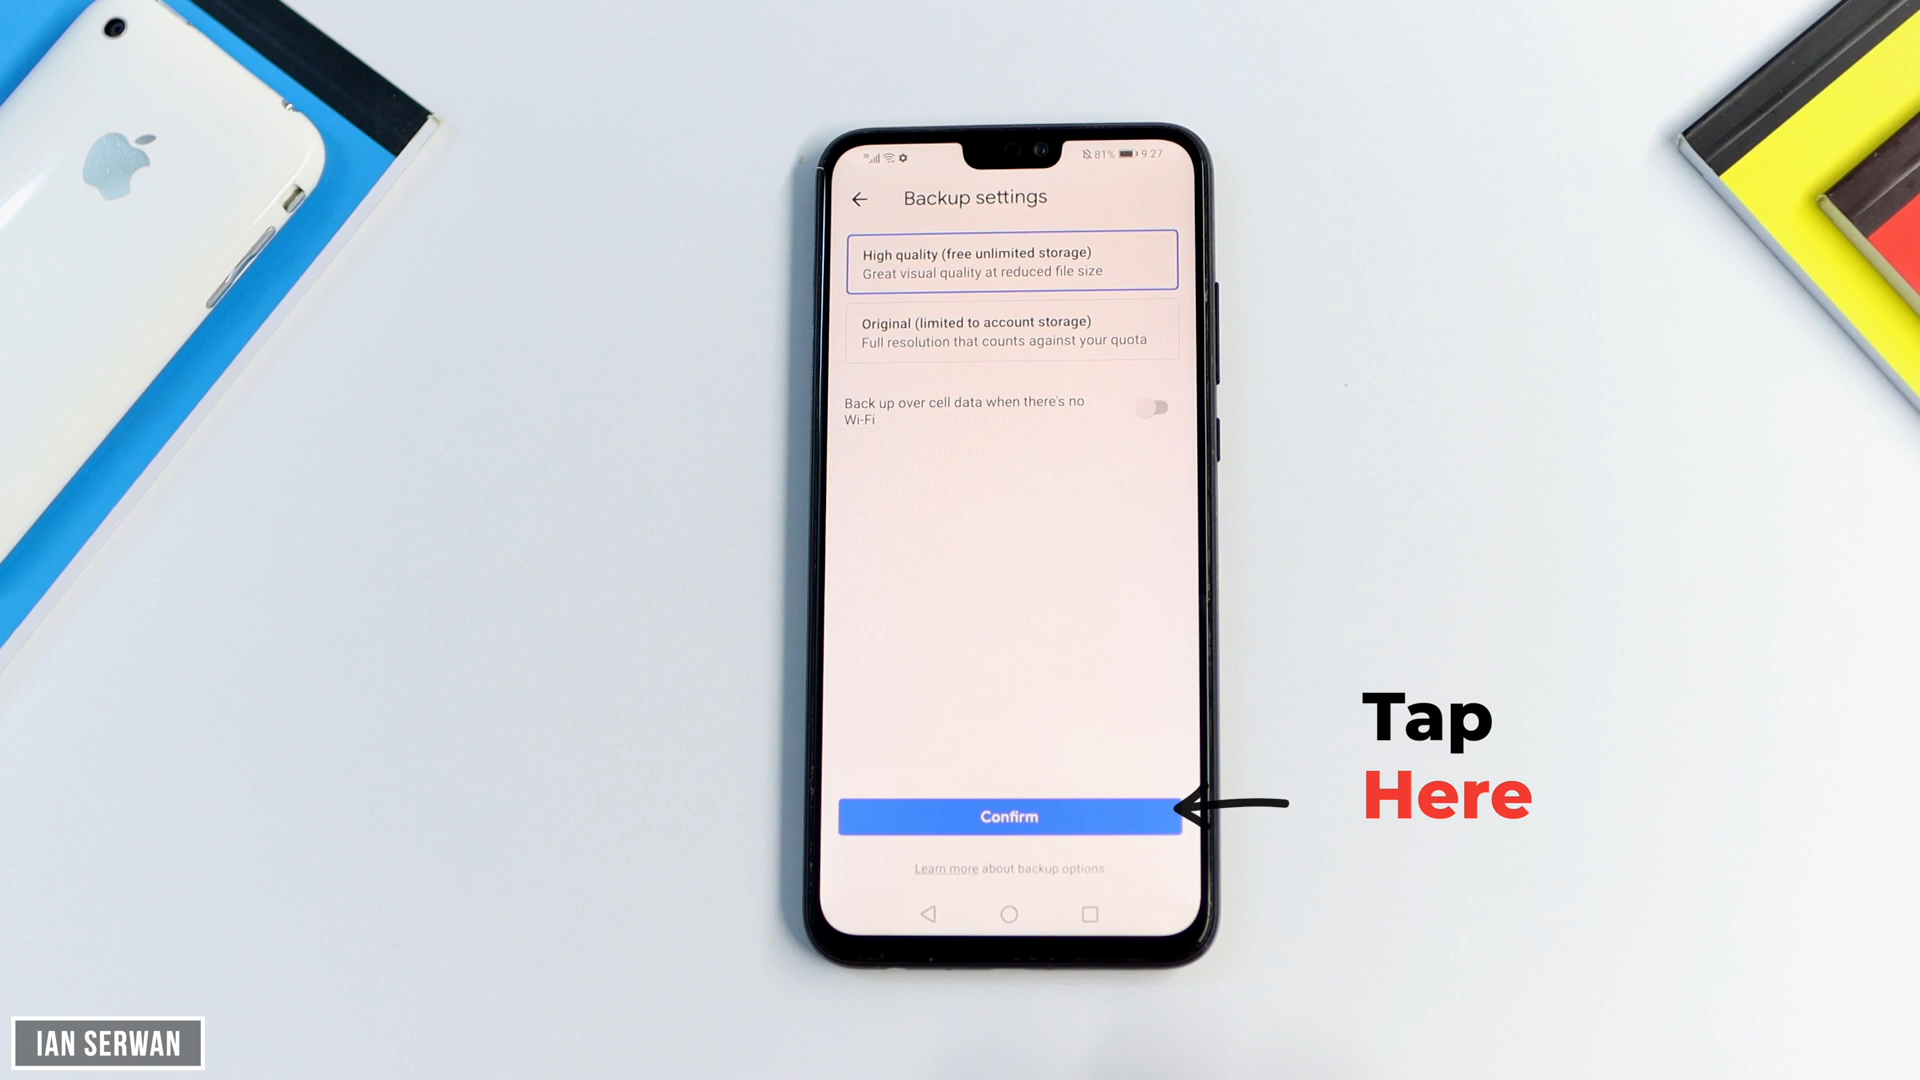 81% 9:27
Backup settings
High quality (free unlimited storage)
Great visual quality at reduced file size
Original (limited to account storage)
Full resolution that counts against your quota
Back up over cell data when there's no
Wi-Fi
Tap
Here
Confirm
Learn more about backup options
IAN SERWAN